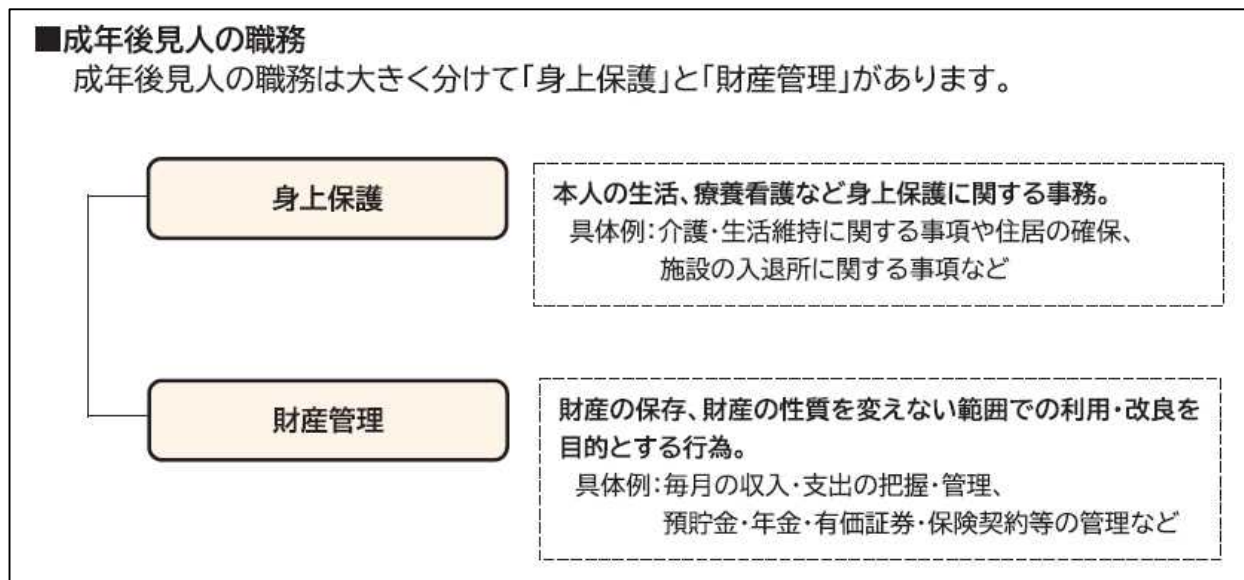 ■成年後見人の職務
成年後見人の職務は大きく分けて「身上保護」と「財産管理」があります。
身上保護
本人の生活、療養看護など身上保護に関する事務。
具体例：介護・生活維持に関する事項や住居の確保、
施設の入退所に関する事項など
財産管理
財産の保存、財産の性質を変えない範囲での利用・改良を
目的とする行為。
具体例：毎月の収入・支出の把握・管理、
預貯金・年金・有価証券・保険契約等の管理など